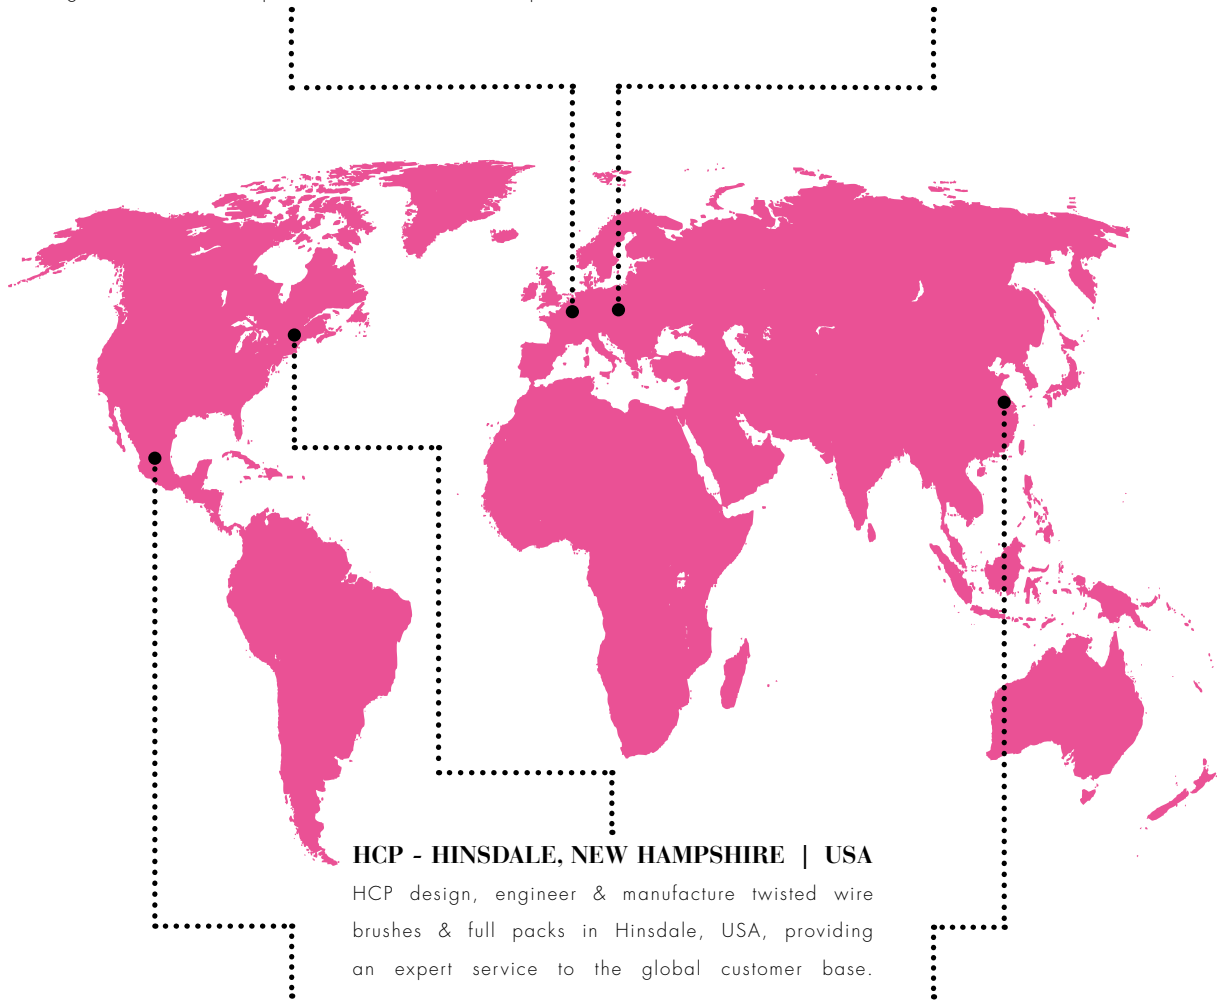 HCP - HINSDALE, NEW HAMPSHIRE | USA
HCP design, engineer & manufacture twisted wire
brushes & full packs in Hinsdale, USA, providing
an expert service to the global customer base.